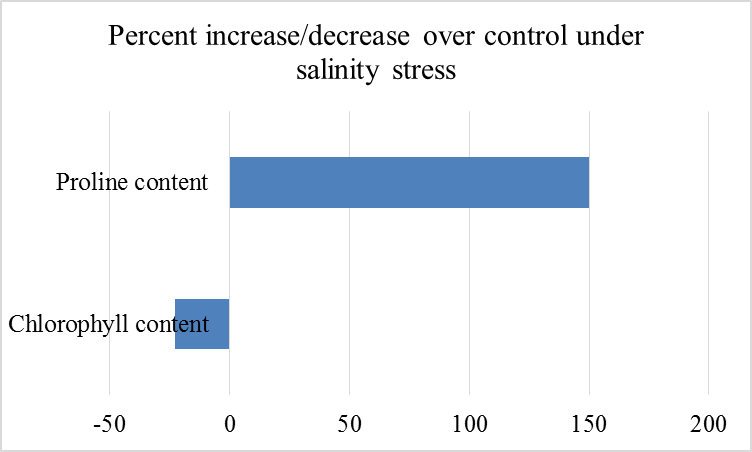 Percent increase/decrease over control under
salinity stress
Proline content
Chlorophyll content
-50 0 50 100 150 200